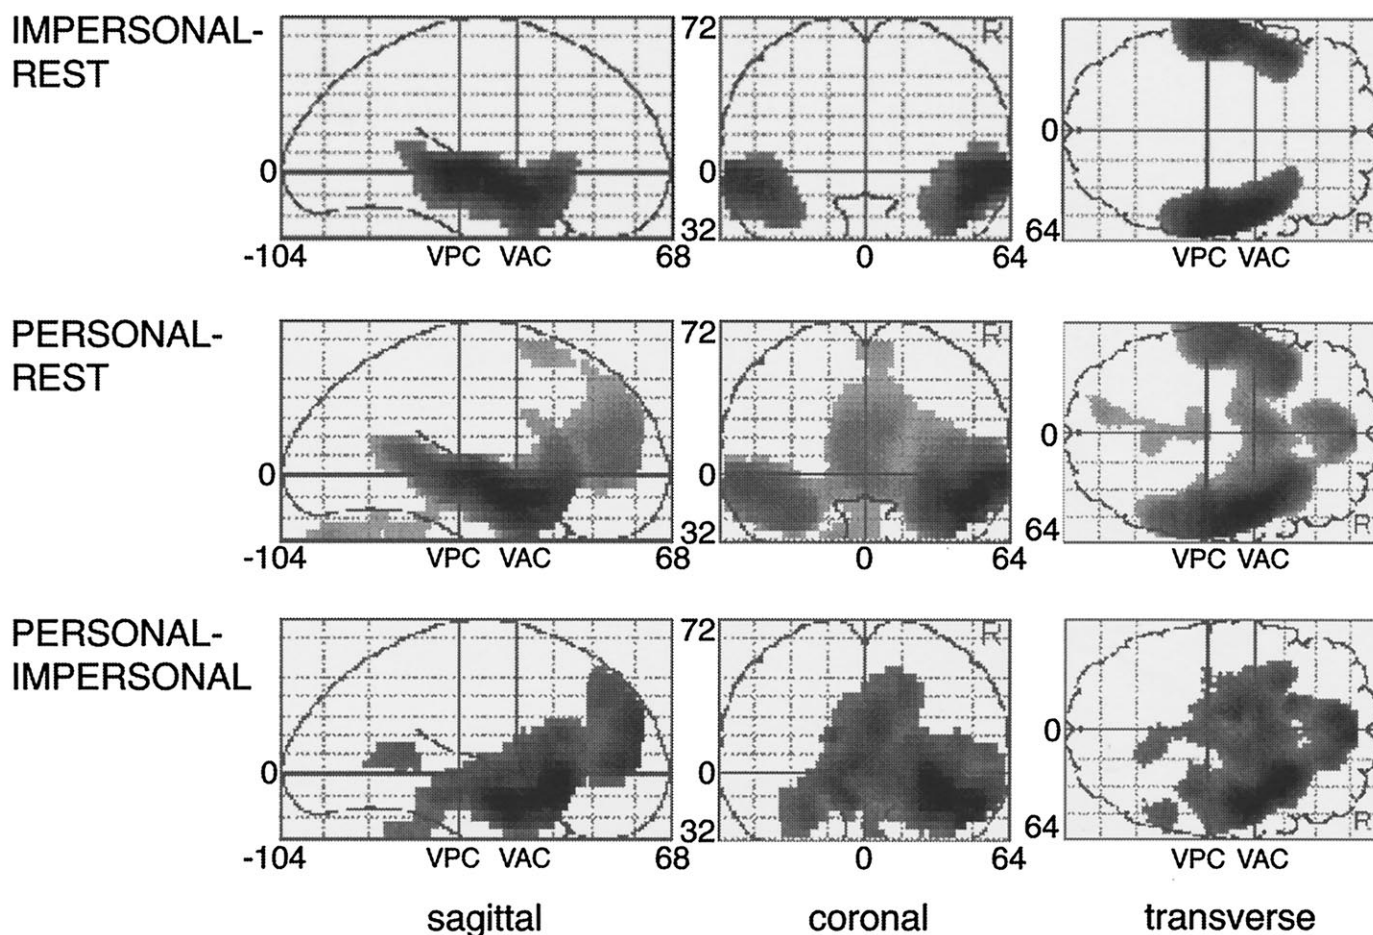 IMPERSONAL-
REST
72
R
0
0
0
32
64
-104 VPC VAC 68
0 64
VPC VAC
R
PERSONAL-
REST
72
R
0
0
0
32
64
-104 VPC VAC 68
0 64
VPC VAC
R
PERSONAL-
IMPERSONAL
72
R
0
0
0
32
64
-104 VPC VAC 68
0 64
VPC VAC
R
sagittal coronal transverse